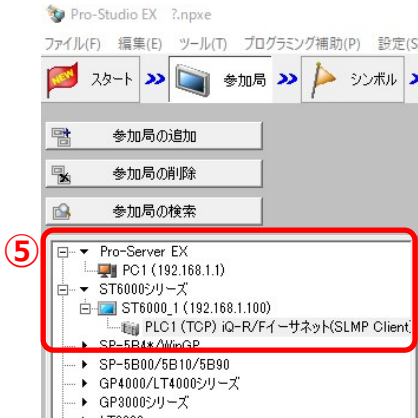 Pro-Studio EX ?.npxe
ファイル(F) 編集(E) ツール(T) プログラミング補助(P) 設定(S
NEW スタート 参加局 シンボル
参加局の追加
参加局の削除
参加局の検索
⑤
Pro-Server EX
PC1 (192.168.1.1)
ST6000シリーズ
ST6000_1 (192.168.1.100)
PLC1 (TCP) iQ-R/Fイーサネット(SLMP Client)
SP-5B4*/WinGP
SP-5B00/5B10/5B90
GP4000/LT4000シリーズ
GP3000シリーズ